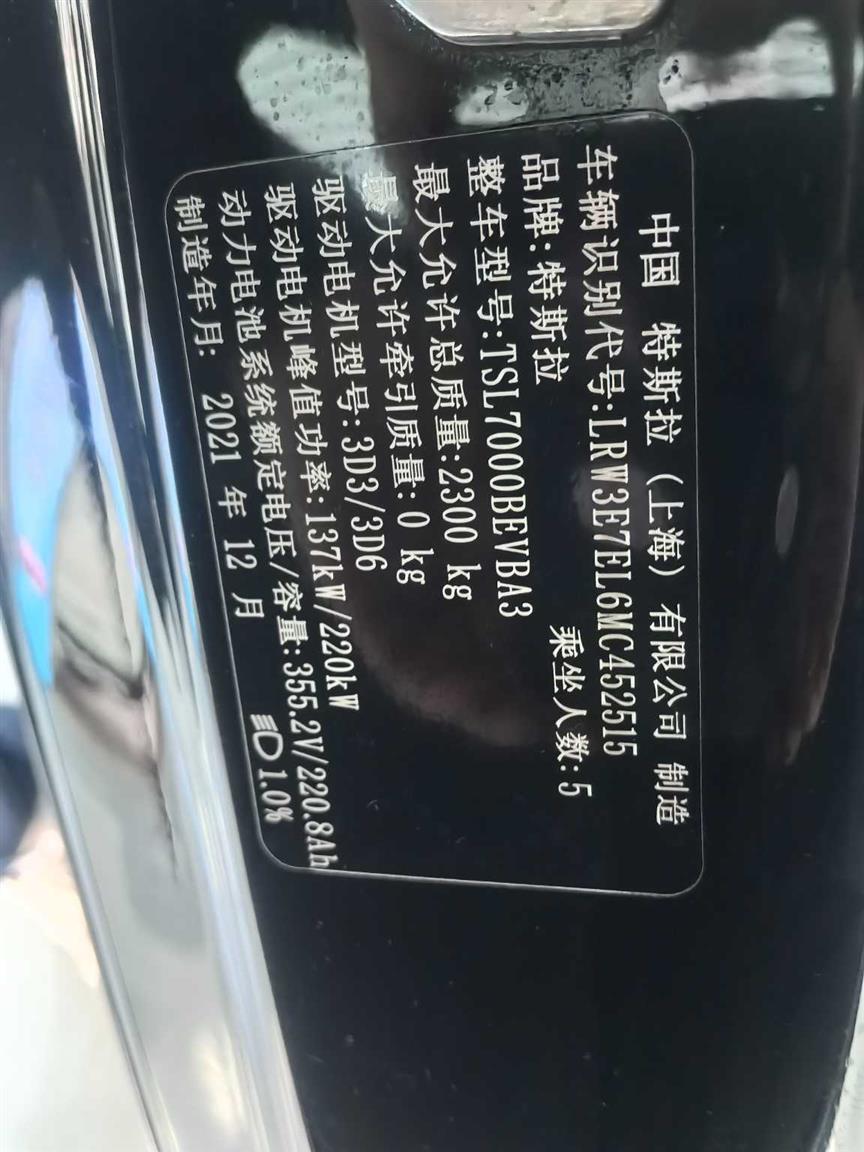 中国 特斯拉（上海）有限公司 制造
车辆识别代号:LRW3E7EL6MC452515
品牌:特斯拉 乘坐人数:5
整车型号:TSL7000BEVBA3
最大允许总质量:2300 kg
最大允许牵引质量:0 kg
驱动电机型号:3D3/3D6
驱动电机峰值功率:137kW/220kW
动力电池系统额定电压/容量:355.2V/220.8Ah
制造年月: 2021 年 12 月 1.0%